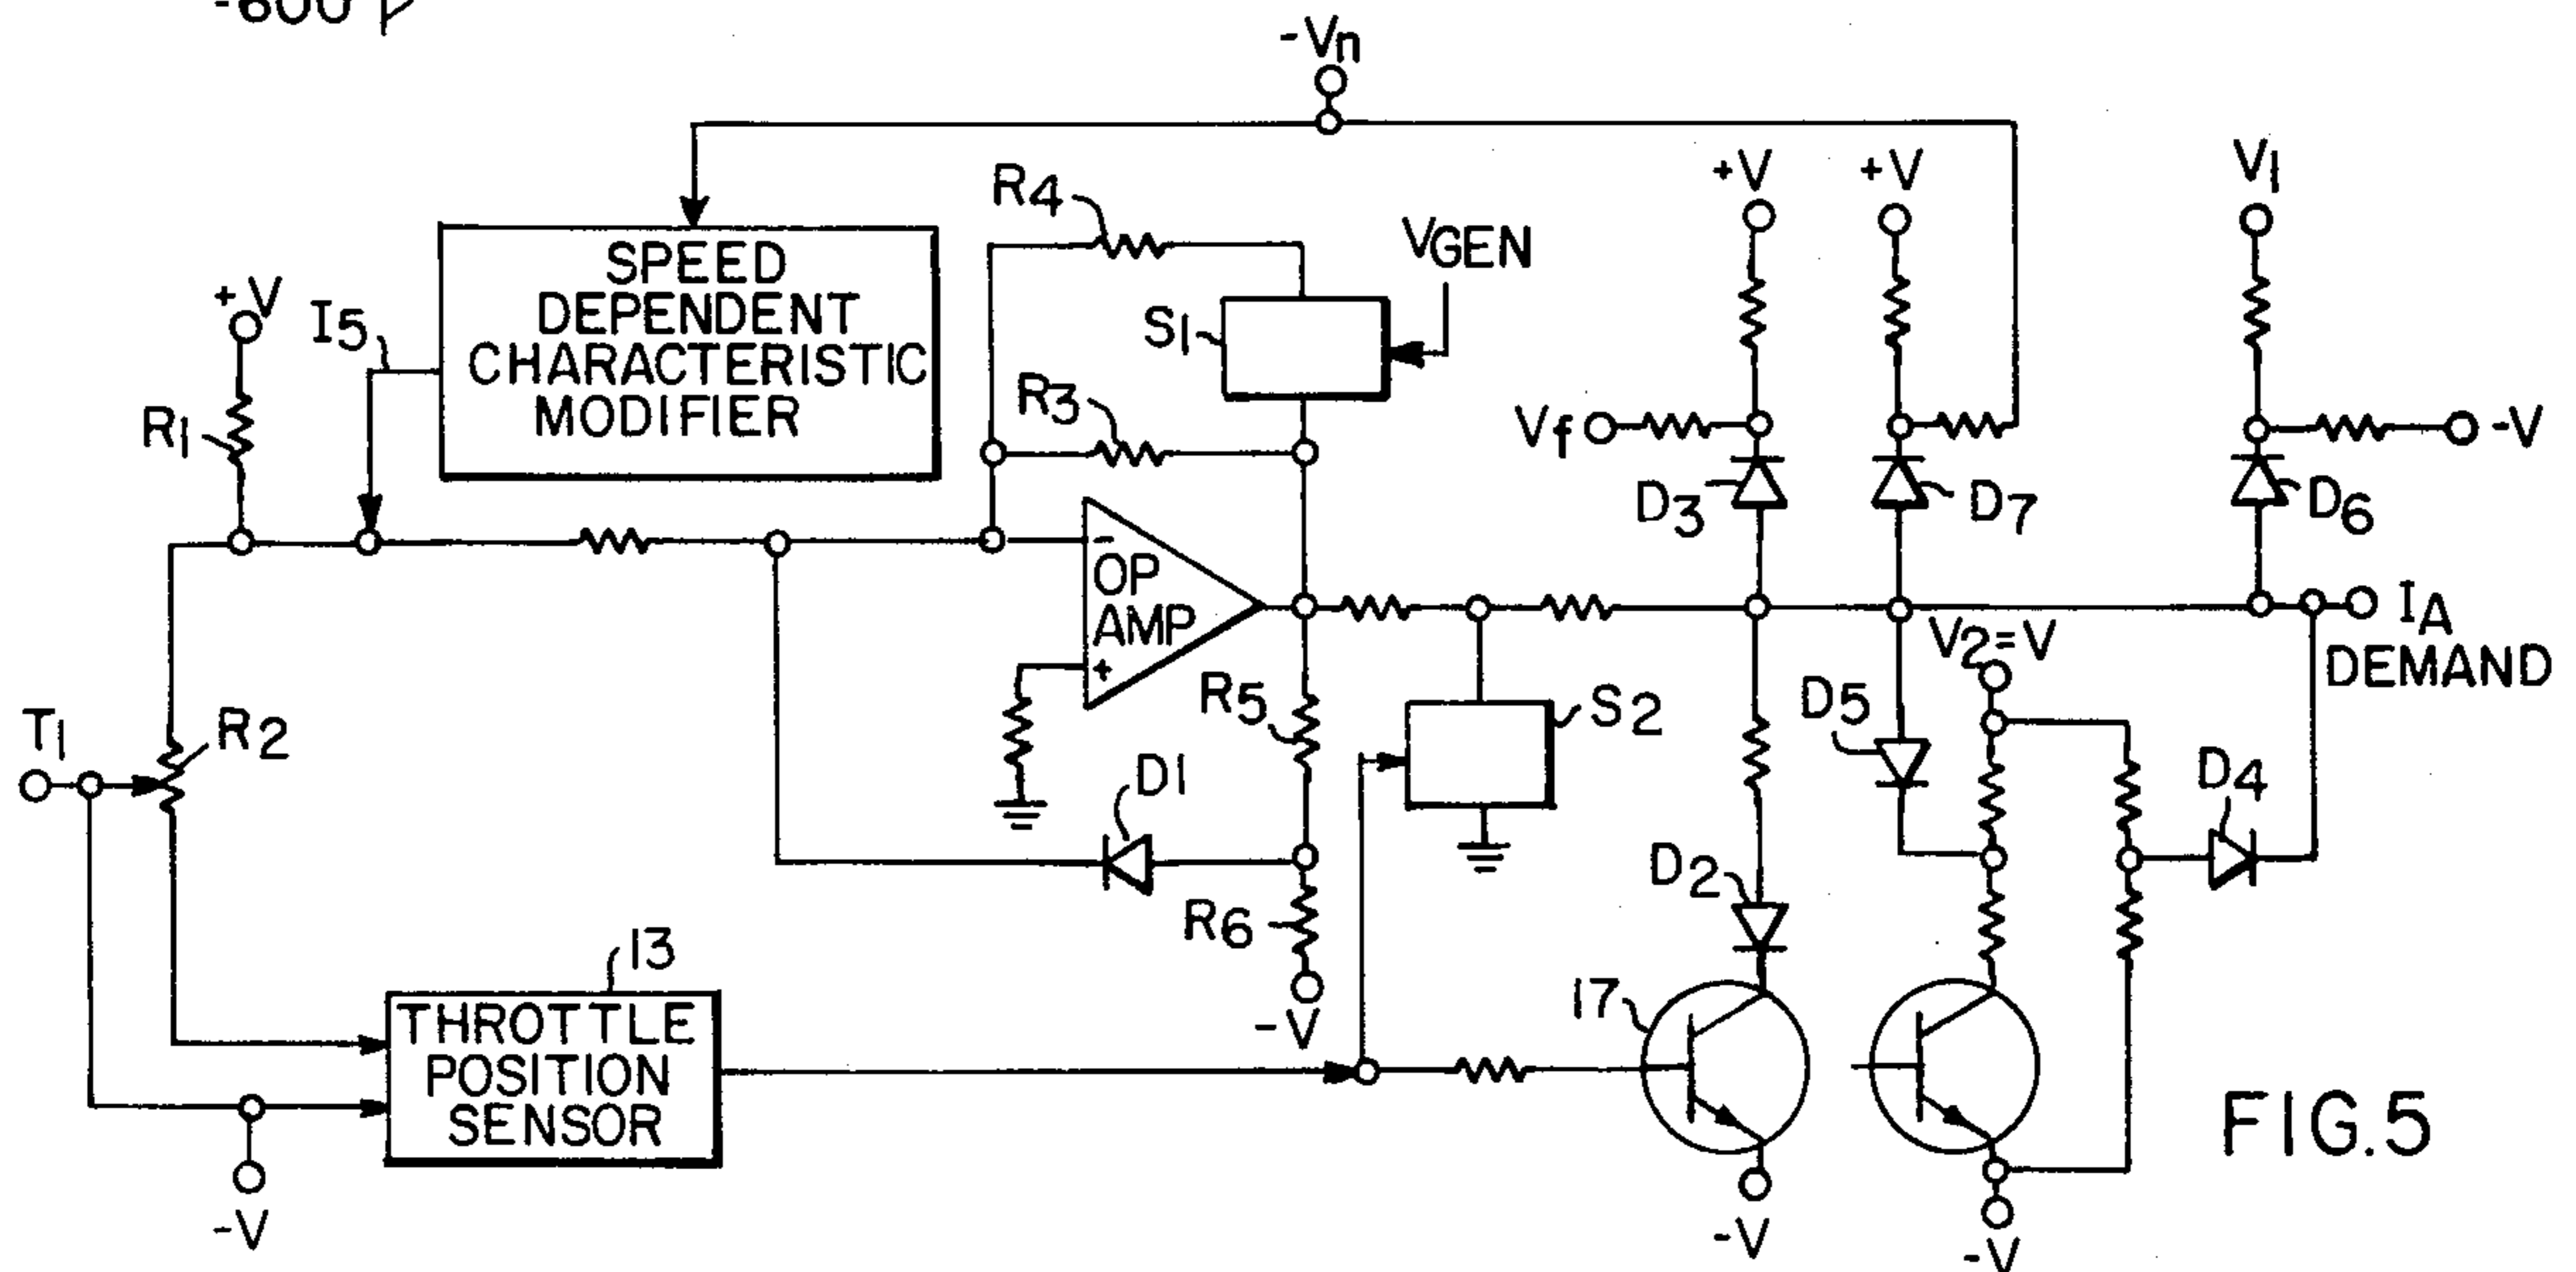 -600
-Vn
SPEED
DEPENDENT
CHARACTERISTIC
MODIFIER
R4
VGEN
S1
R3
+V
+V
V1
+V
I5
R1
Vf
-V
D3
D7
D6
-
OP
AMP
+
IA
DEMAND
V2=V
T1
R2
R5
S2
D5
D4
D1
D2
R6
-V
13
THROTTLE
POSITION
SENSOR
17
-V
-V
-V
FIG.5